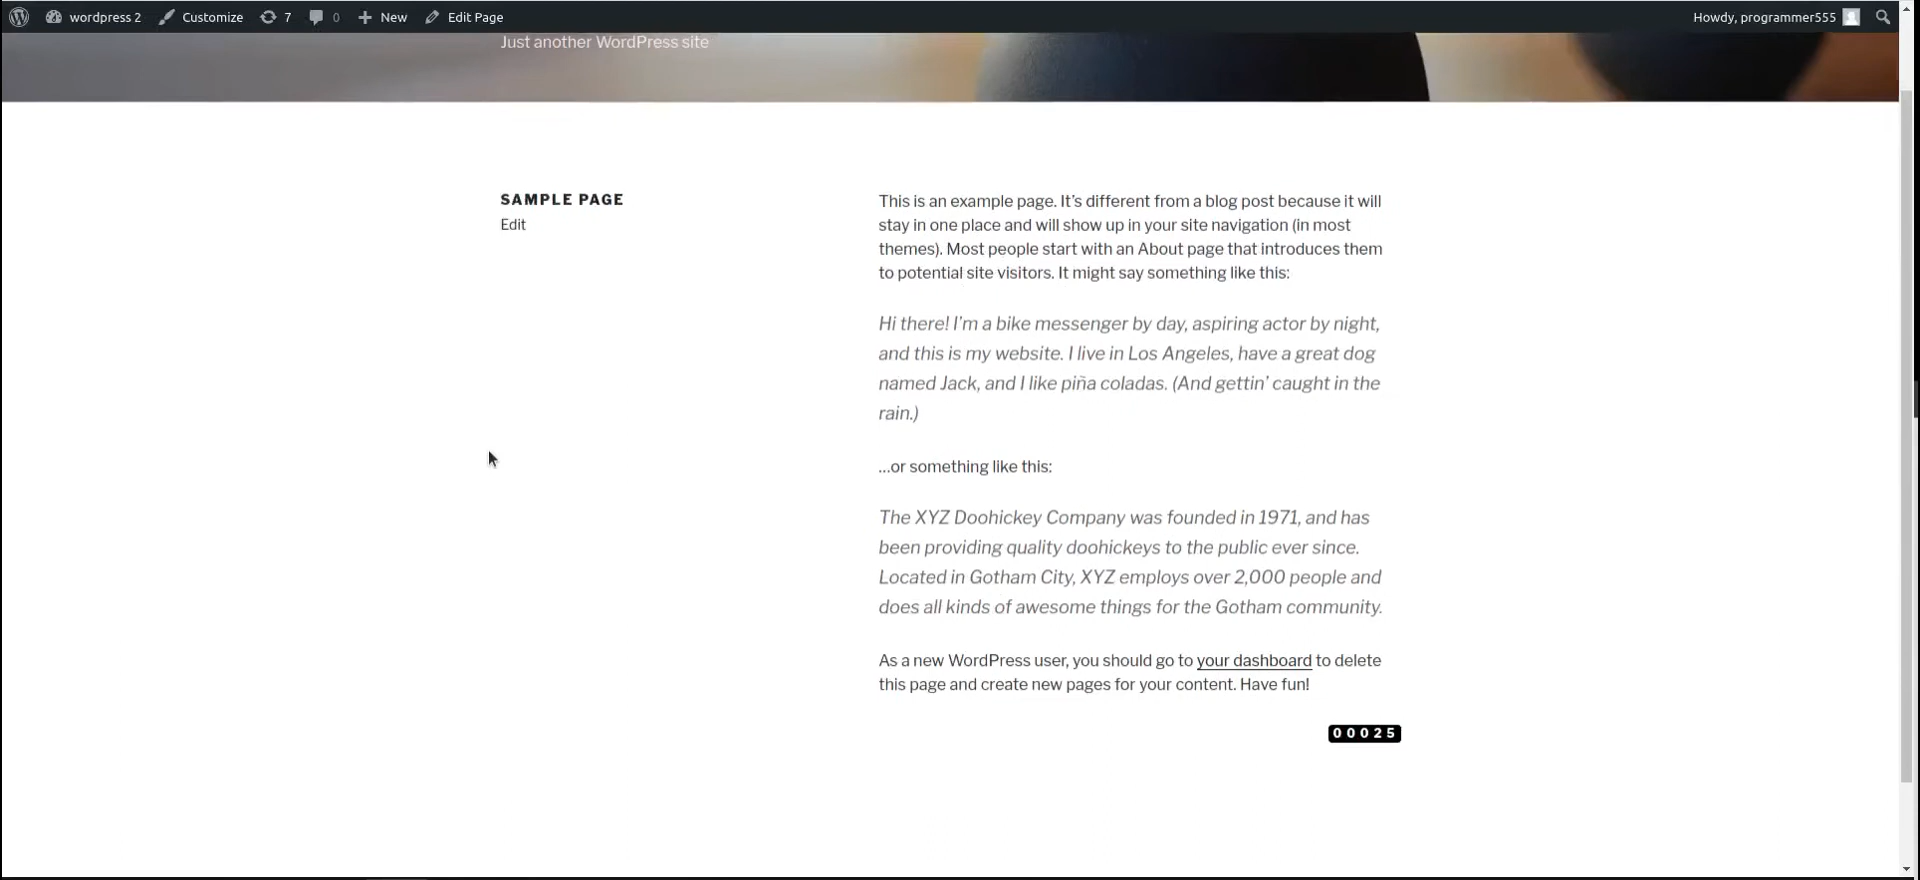 wordpress 2 Customize 7 0 New Edit Page Howdy, programmer555
Just another WordPress site
SAMPLE PAGE
Edit
This is an example page. It’s different from a blog post because it will
stay in one place and will show up in your site navigation (in most
themes). Most people start with an About page that introduces them
to potential site visitors. It might say something like this:
Hi there! I’m a bike messenger by day, aspiring actor by night,
and this is my website. I live in Los Angeles, have a great dog
named Jack, and I like piña coladas. (And gettin’ caught in the
rain.)
…or something like this:
The XYZ Doohickey Company was founded in 1971, and has
been providing quality doohickeys to the public ever since.
Located in Gotham City, XYZ employs over 2,000 people and
does all kinds of awesome things for the Gotham community.
As a new WordPress user, you should go to your dashboard to delete
this page and create new pages for your content. Have fun!
00025